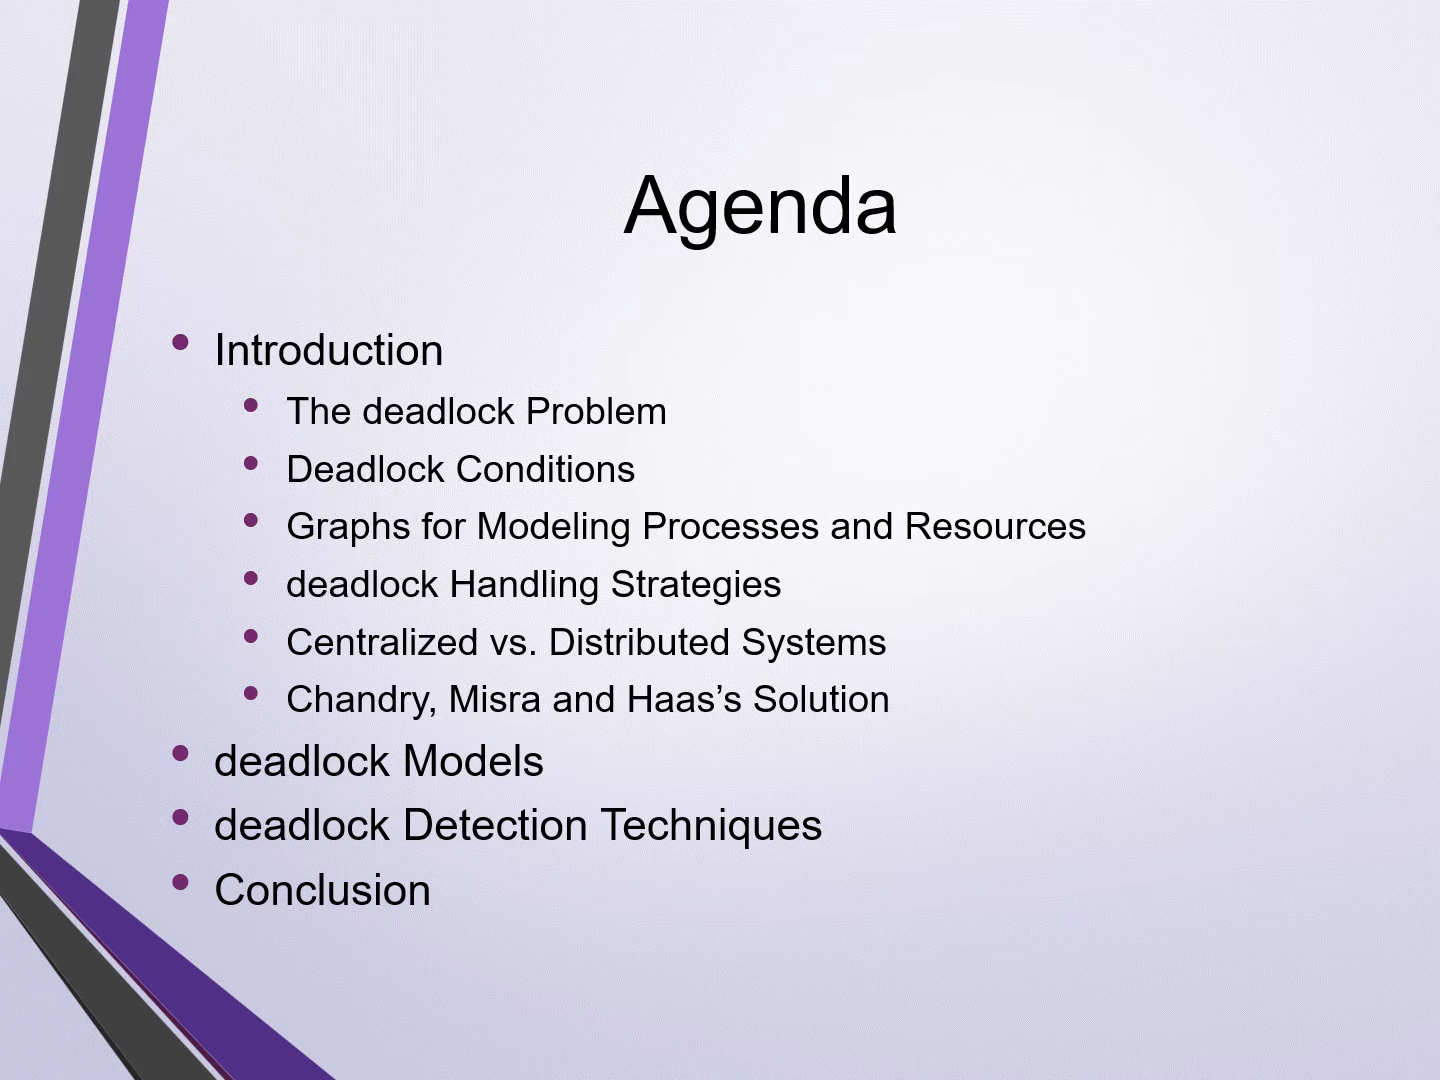 Agenda
Introduction
The deadlock Problem
Deadlock Conditions
Graphs for Modeling Processes and Resources
deadlock Handling Strategies
Centralized vs. Distributed Systems
Chandry, Misra and Haas’s Solution
deadlock Models
deadlock Detection Techniques
Conclusion